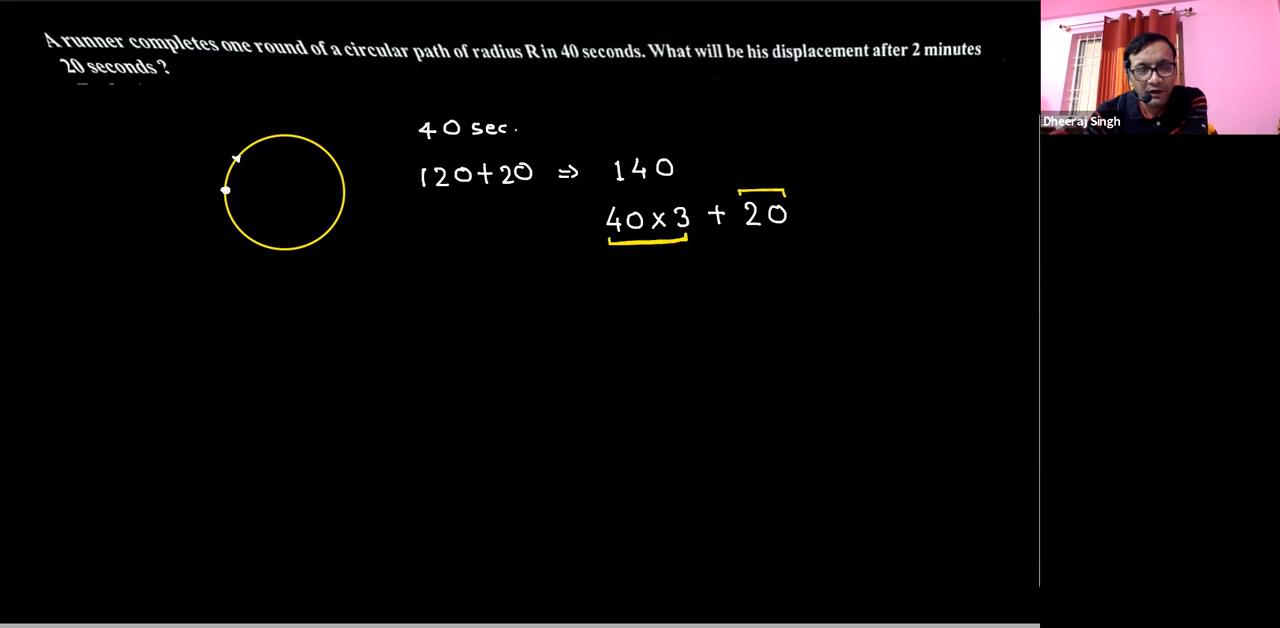 A runner completes one round of a circular path of radius R in 40 seconds. What will be his displacement after 2 minutes
20 seconds ?
40 sec.
120+20 ⇒ 140
40×3 + 20
Dheeraj Singh